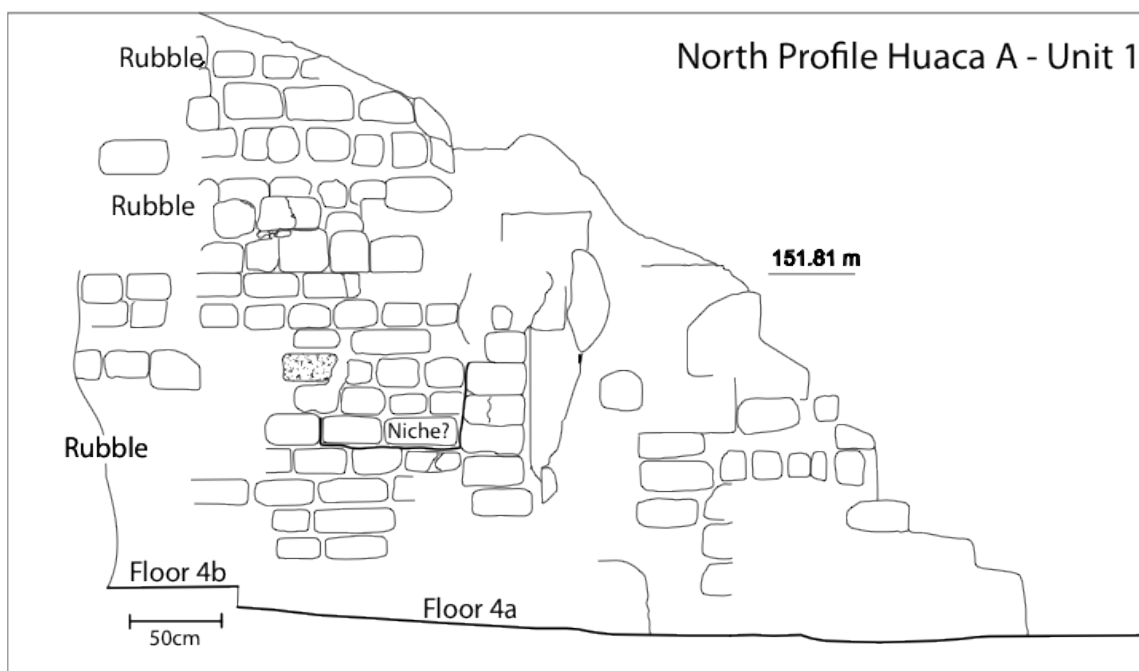 North Profile Huaca A - Unit 1
Rubble
Rubble
151.81 m
Niche?
Rubble
Floor 4b
Floor 4a
50cm